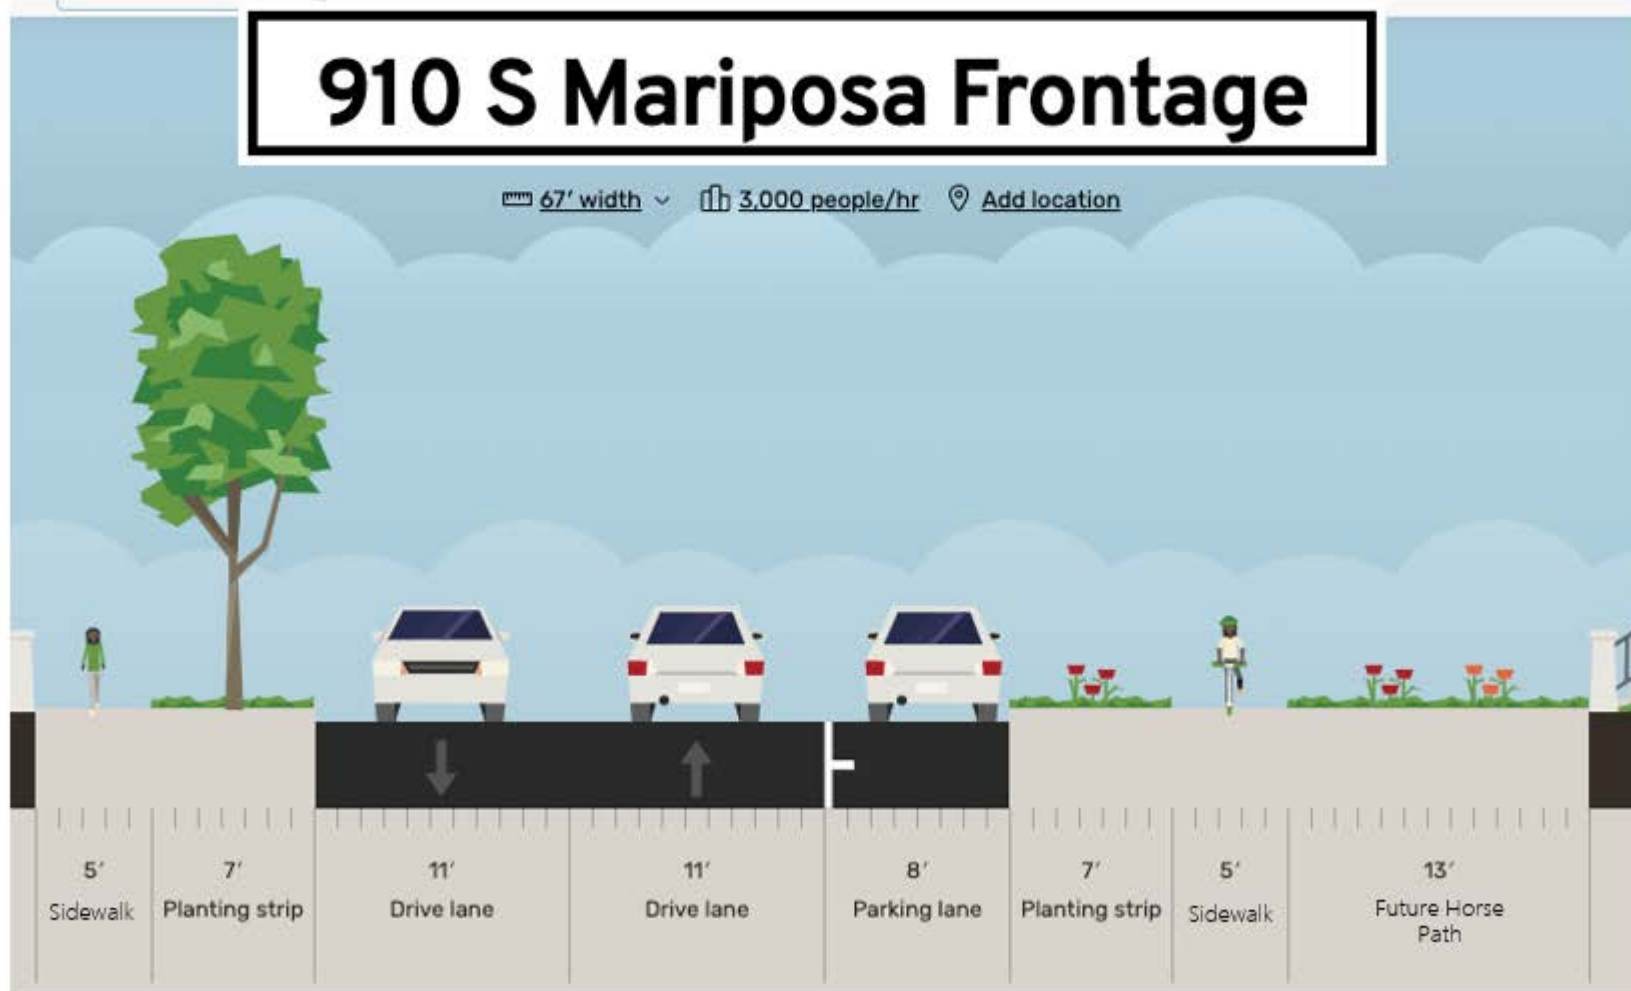 910 S Mariposa Frontage
67′ width 3,000 people/hr Add location
5′ 7′ 11′ 11′ 8′ 7′ 5′ 13′
Sidewalk Planting strip Drive lane Drive lane Parking lane Planting strip Sidewalk Future Horse
Path